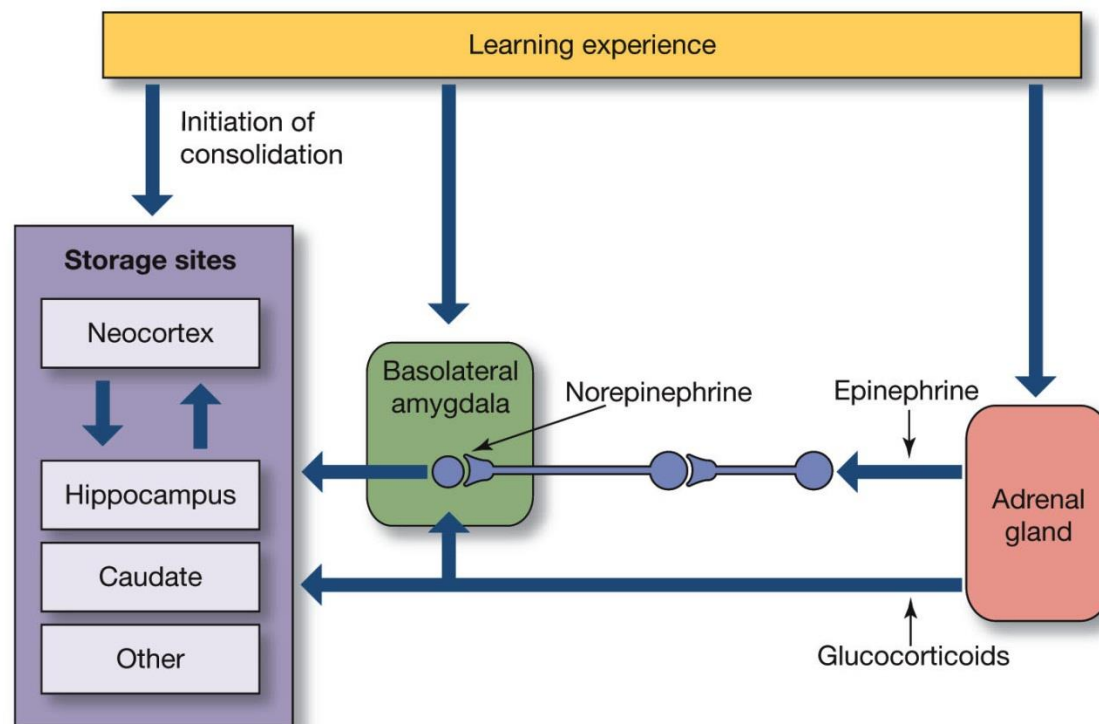 Learning experience
Initiation of
consolidation
Storage sites
Neocortex
Hippocampus
Caudate
Other
Basolateral
amygdala
Norepinephrine
Epinephrine
Adrenal
gland
Glucocorticoids